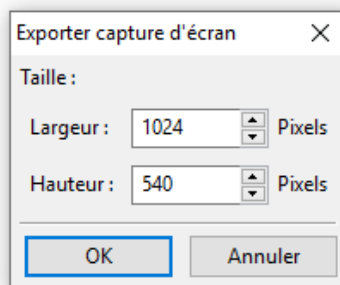 Exporter capture d'écran
Taille :
Largeur : 1024 Pixels
Hauteur : 540 Pixels
OK Annuler